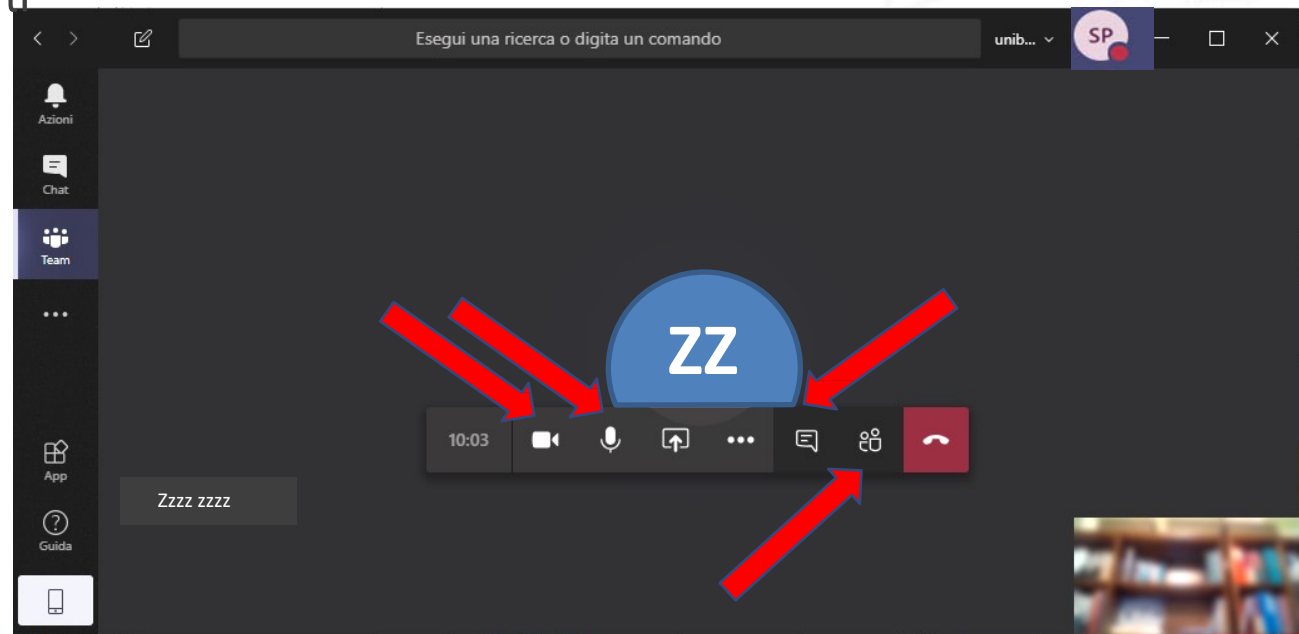 Esegui una ricerca o digita un comando
unib...
SP
Azioni
Chat
Team
ZZ
10:03
App
Zzzz zzzz
Guida